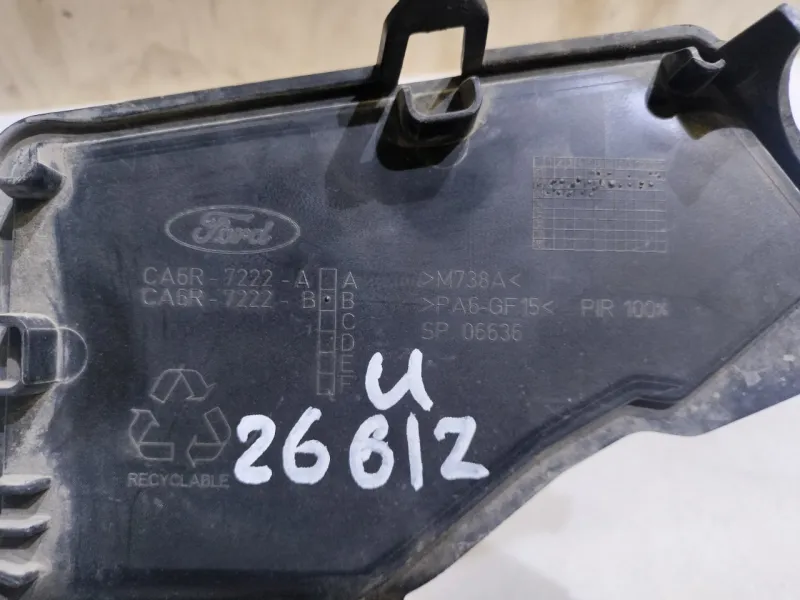 Ford
CA6R-7222-A A >M738A<
CA6R-7222-B B >PA6-GF15< PIR 100%
C SP 06636
D
E
F
И
26612
RECYCLABLE